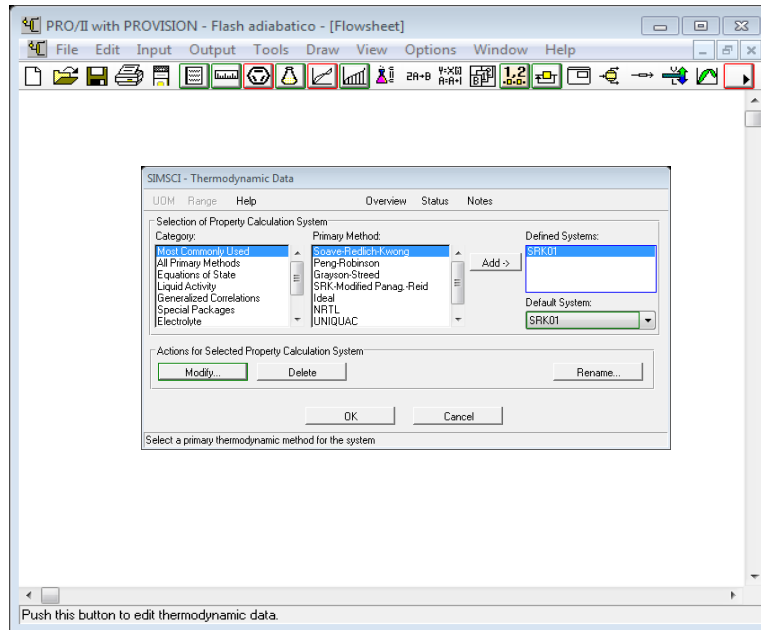 PRO/II with PROVISION - Flash adiabatico - [Flowsheet]
File Edit Input Output Tools Draw View Options Window Help
2A→B
1.2
SIMSCI - Thermodynamic Data
UOM Range Help Overview Status Notes
Selection of Property Calculation System
Category: Primary Method: Defined Systems:
Most Commonly Used Soave-Redlich-Kwong SRK01
All Primary Methods Peng-Robinson Add ->
Equations of State Grayson-Streed
Liquid Activity SRK-Modified Panag.-Reid
Generalized Correlations Ideal Default System:
Special Packages NRTL SRK01
Electrolyte UNIQUAC
Actions for Selected Property Calculation System
Modify... Delete Rename...
OK Cancel
Select a primary thermodynamic method for the system
Push this button to edit thermodynamic data.